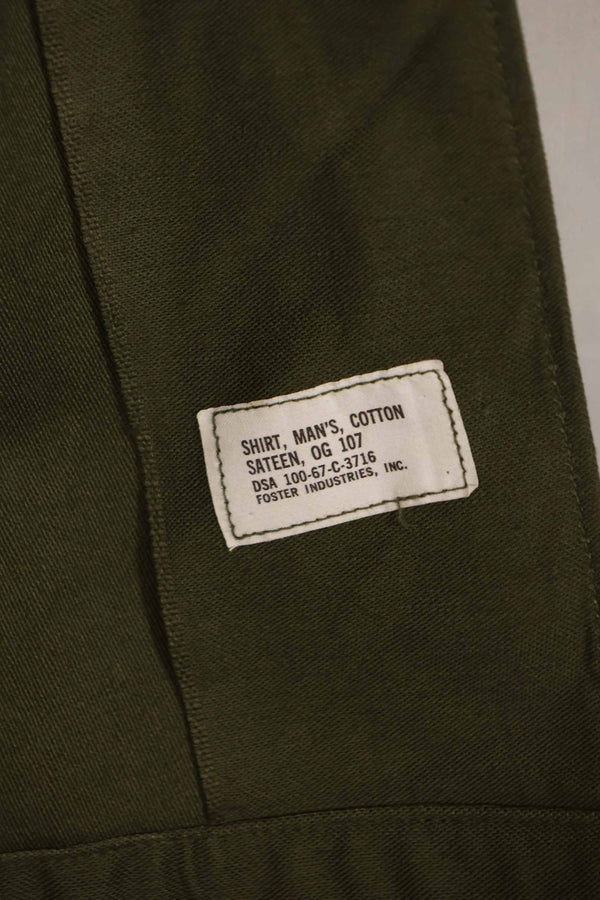 SHIRT, MAN'S, COTTON
SATEEN, OG 107
DSA 100-67-C-3716
FOSTER INDUSTRIES, INC.